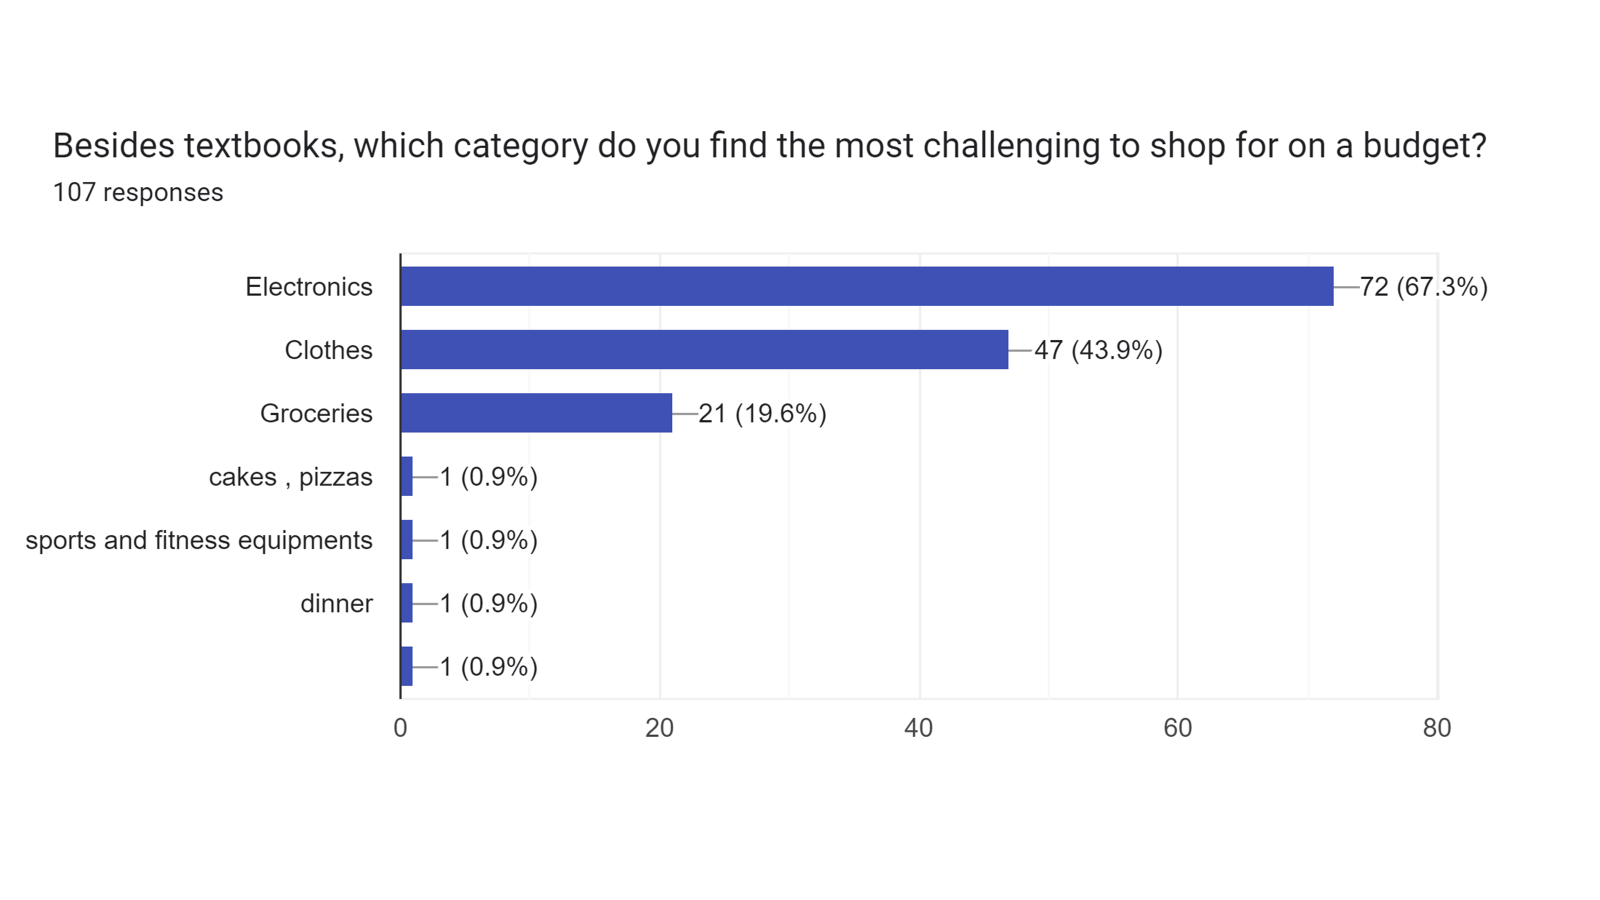 Besides textbooks, which category do you find the most challenging to shop for on a budget?
107 responses
Electronics 72 (67.3%)
Clothes 47 (43.9%)
Groceries 21 (19.6%)
cakes , pizzas 1 (0.9%)
sports and fitness equipments 1 (0.9%)
dinner 1 (0.9%)
1 (0.9%)
0 20 40 60 80